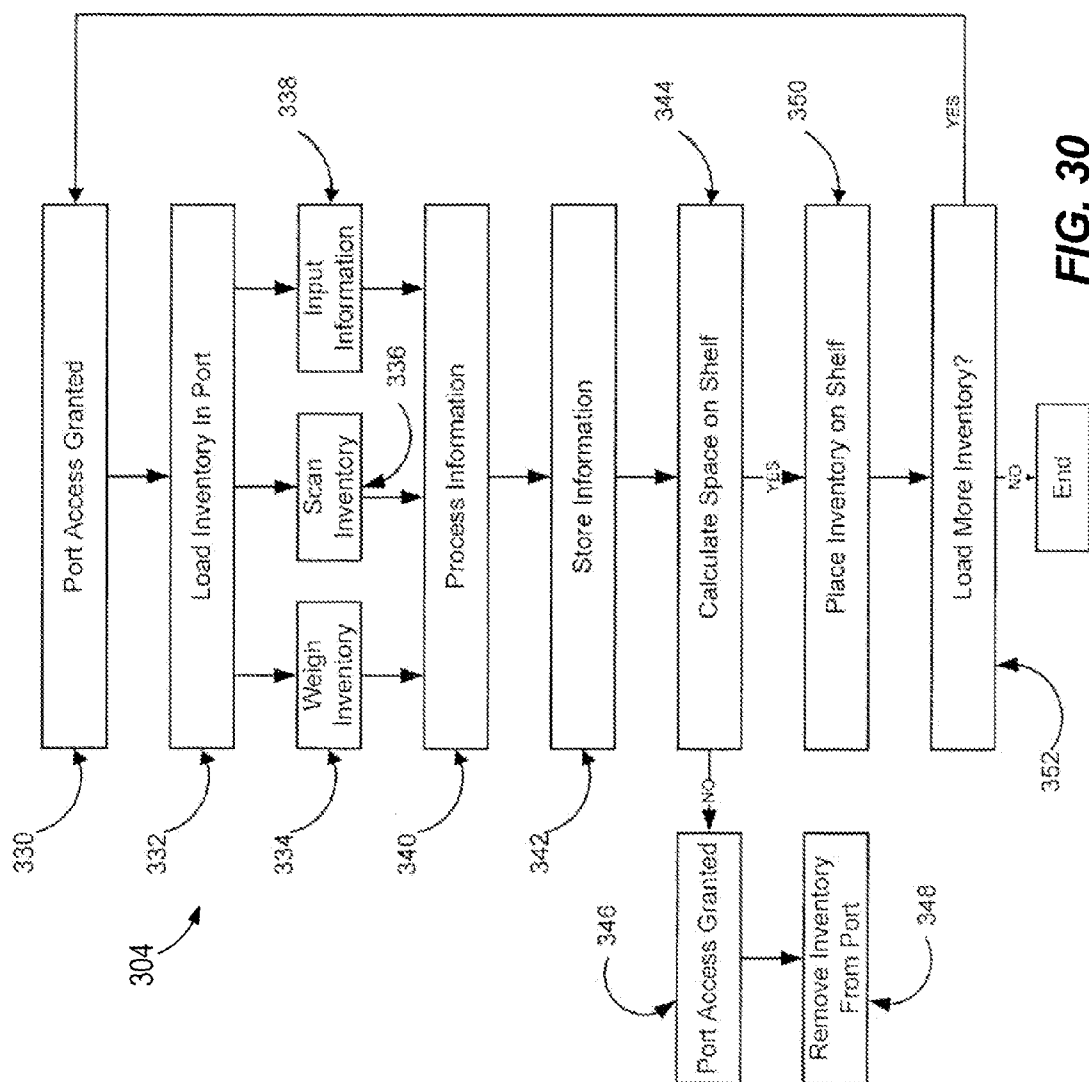 304
330
Port Access Granted
332
Load Inventory In Port
334
Weigh
Inventory
Scan
Inventory
336
Input
Information
338
340
Process Information
342
Store Information
344
Calculate Space on Shelf
NO
YES
346
Port Access Granted
348
Remove Inventory
From Port
350
Place Inventory on Shelf
352
Load More Inventory?
YES
NO
End
FIG. 30